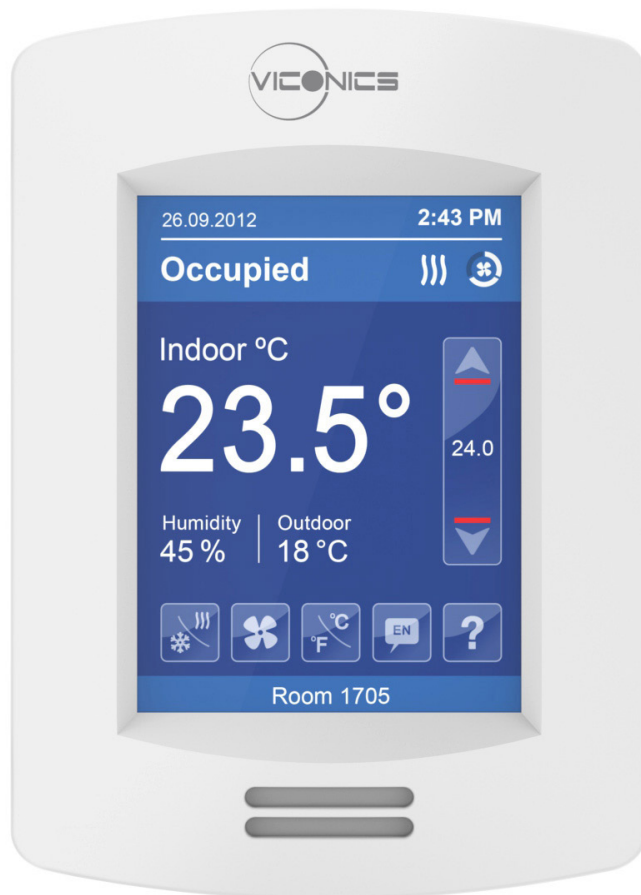 VICONICS
26.09.2012 2:43 PM
Occupied
Indoor ºC
23.5°
24.0
Humidity Outdoor
45 % 18 °C
°C
°F
EN
?
Room 1705